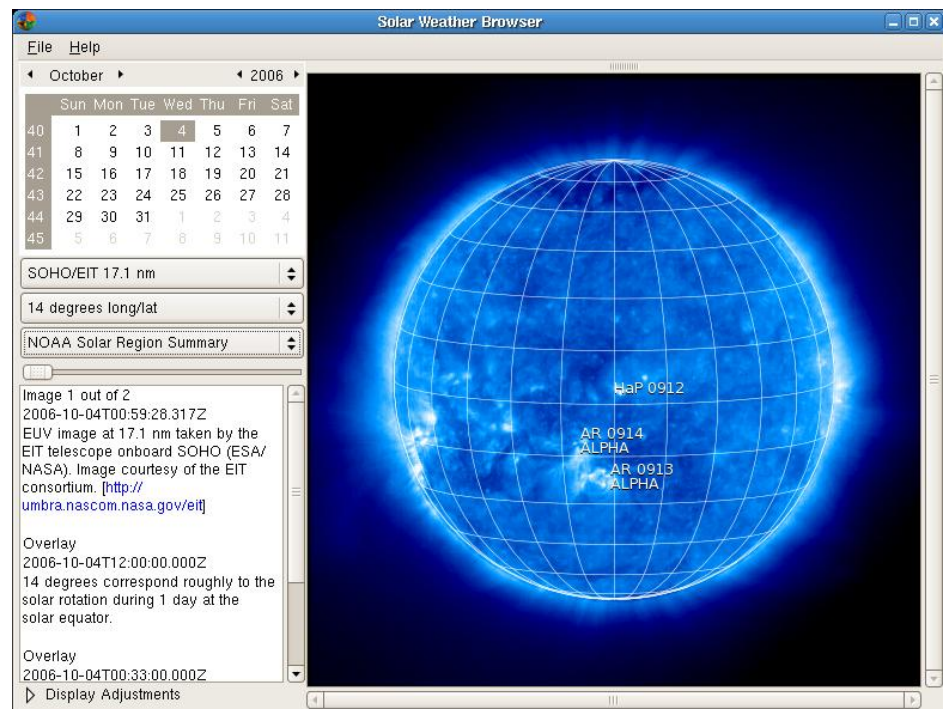 Solar Weather Browser
File Help
October 2006
Sun Mon Tue Wed Thu Fri Sat
40 1 2 3 4 5 6 7
41 8 9 10 11 12 13 14
42 15 16 17 18 19 20 21
43 22 23 24 25 26 27 28
44 29 30 31 1 2 3 4
45 5 6 7 8 9 10 11
SOHO/EIT 17.1 nm
14 degrees long/lat
NOAA Solar Region Summary
Image 1 out of 2
2006-10-04T00:59:28.317Z
EUV image at 17.1 nm taken by the
EIT telescope onboard SOHO (ESA/
NASA). Image courtesy of the EIT
consortium. [http://
umbra.nascom.nasa.gov/eit]
Overlay
2006-10-04T12:00:00.000Z
14 degrees correspond roughly to the
solar rotation during 1 day at the
solar equator.
Overlay
2006-10-04T00:33:00.000Z
Display Adjustments
HaP 0912
AR 0914
ALPHA
AR 0913
ALPHA